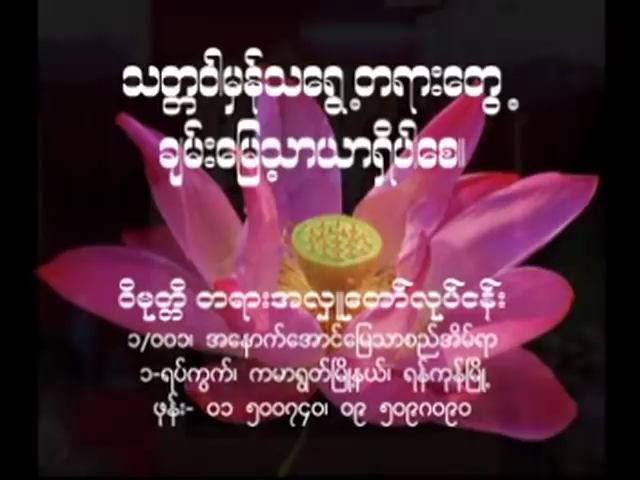 သတ္တဝါမှန်သရွေ့ တရားတွေ့
ချမ်းမြေ့သာယာရှိပါစေ။
ဝိမုတ္တိ တရားအလှူတော်လုပ်ငန်း
၁/၀၀၁၊ အနောက်အောင်မြေသာစည်အိမ်ရာ
၁-ရပ်ကွက်၊ ကမာရွတ်မြို့နယ်၊ ရန်ကုန်မြို့
ဖုန်း- ၀၁ ၅၀၀၇၄၀၊ ၀၉ ၅၀၉၈၀၉၀